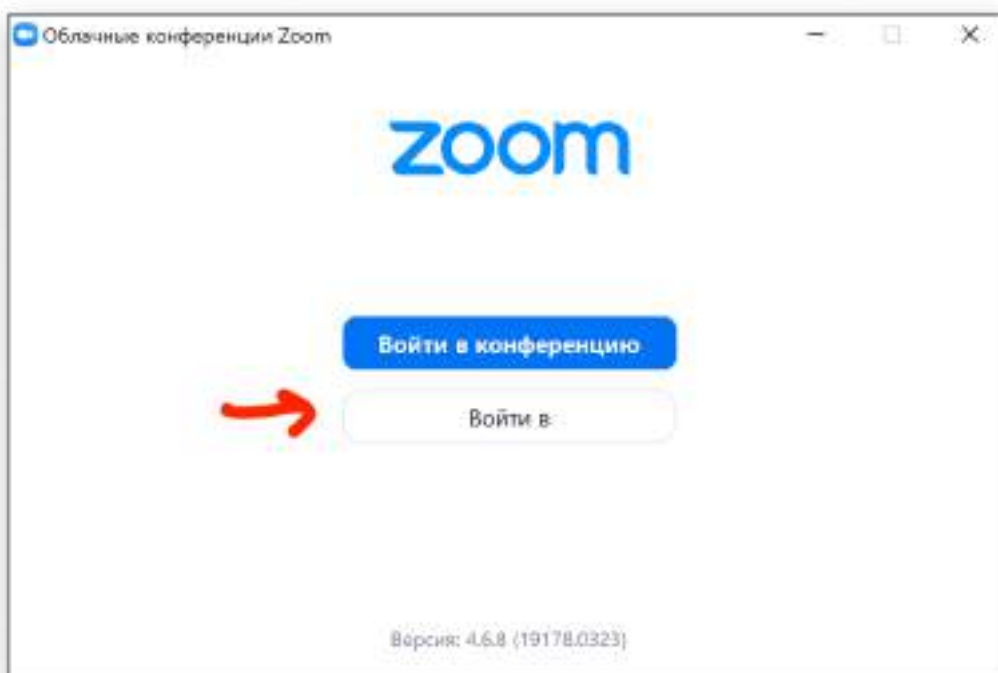 Облачные конференции Zoom
zoom
Войти в конференцию
Войти в
Версия: 4.6.8 (19178.0323)